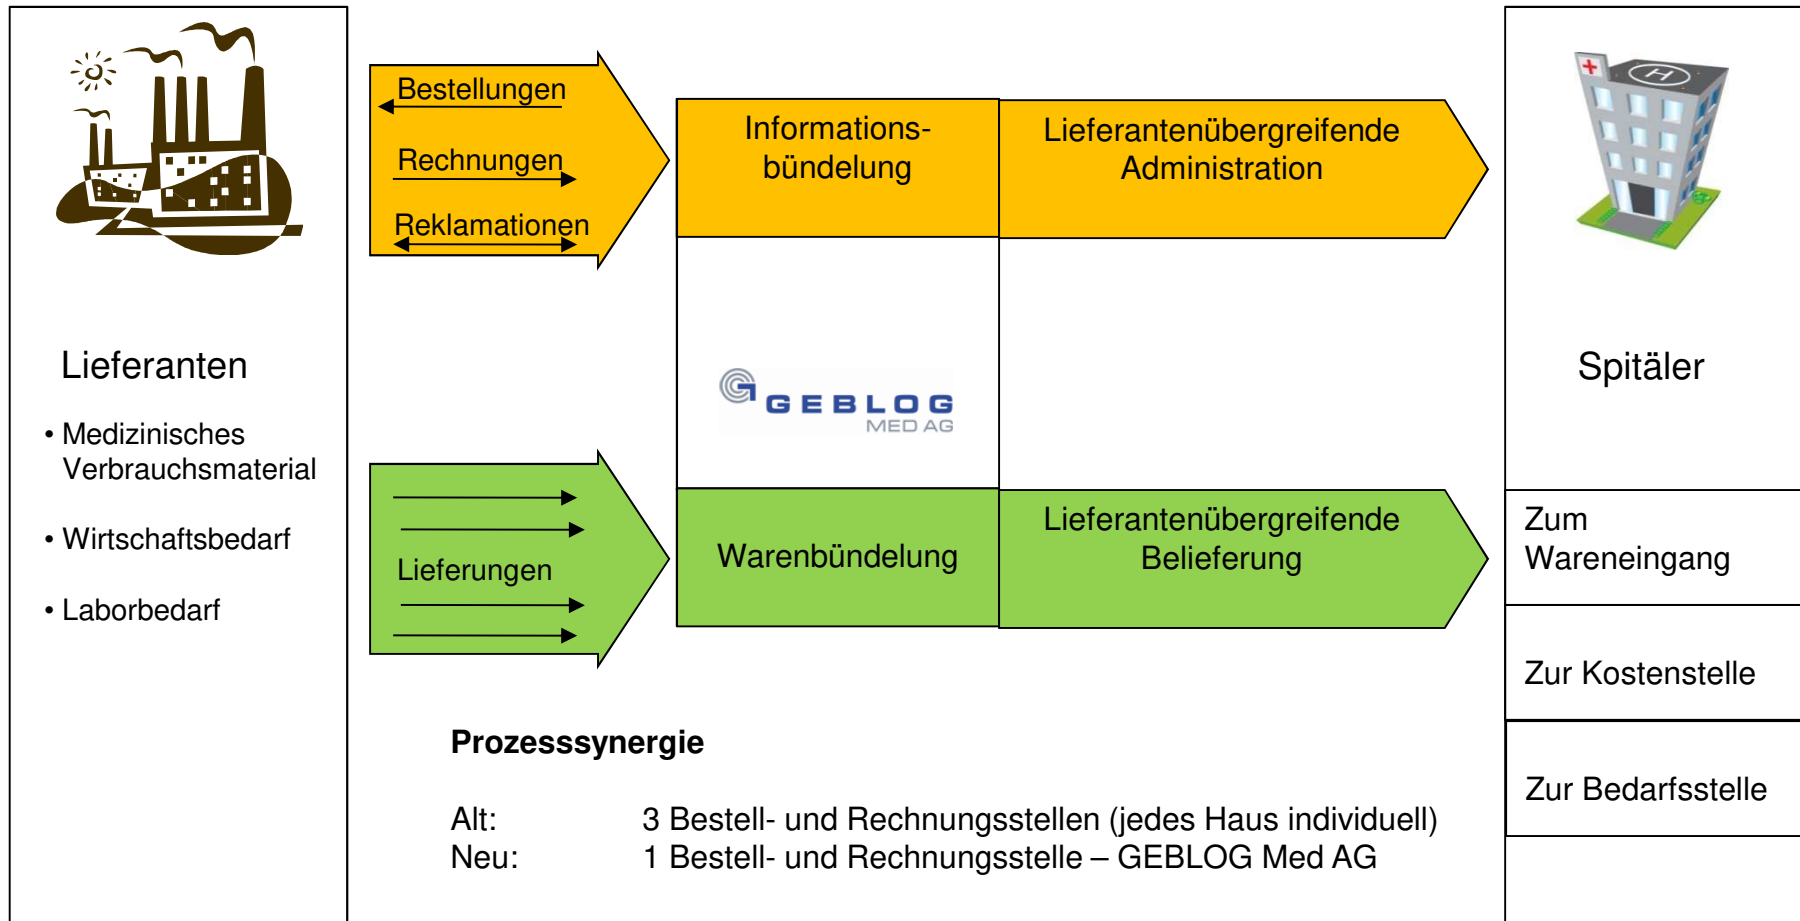 Lieferanten
• Medizinisches
Verbrauchsmaterial
• Wirtschaftsbedarf
• Laborbedarf
Bestellungen
Rechnungen
Reklamationen
Informations-
bündelung
Lieferantenübergreifende
Administration
GEBLOG
MED AG
Lieferungen
Warenbündelung
Lieferantenübergreifende
Belieferung
H
Spitäler
Zum
Wareneingang
Zur Kostenstelle
Zur Bedarfsstelle
Prozesssynergie
Alt: 3 Bestell- und Rechnungsstellen (jedes Haus individuell)
Neu: 1 Bestell- und Rechnungsstelle – GEBLOG Med AG